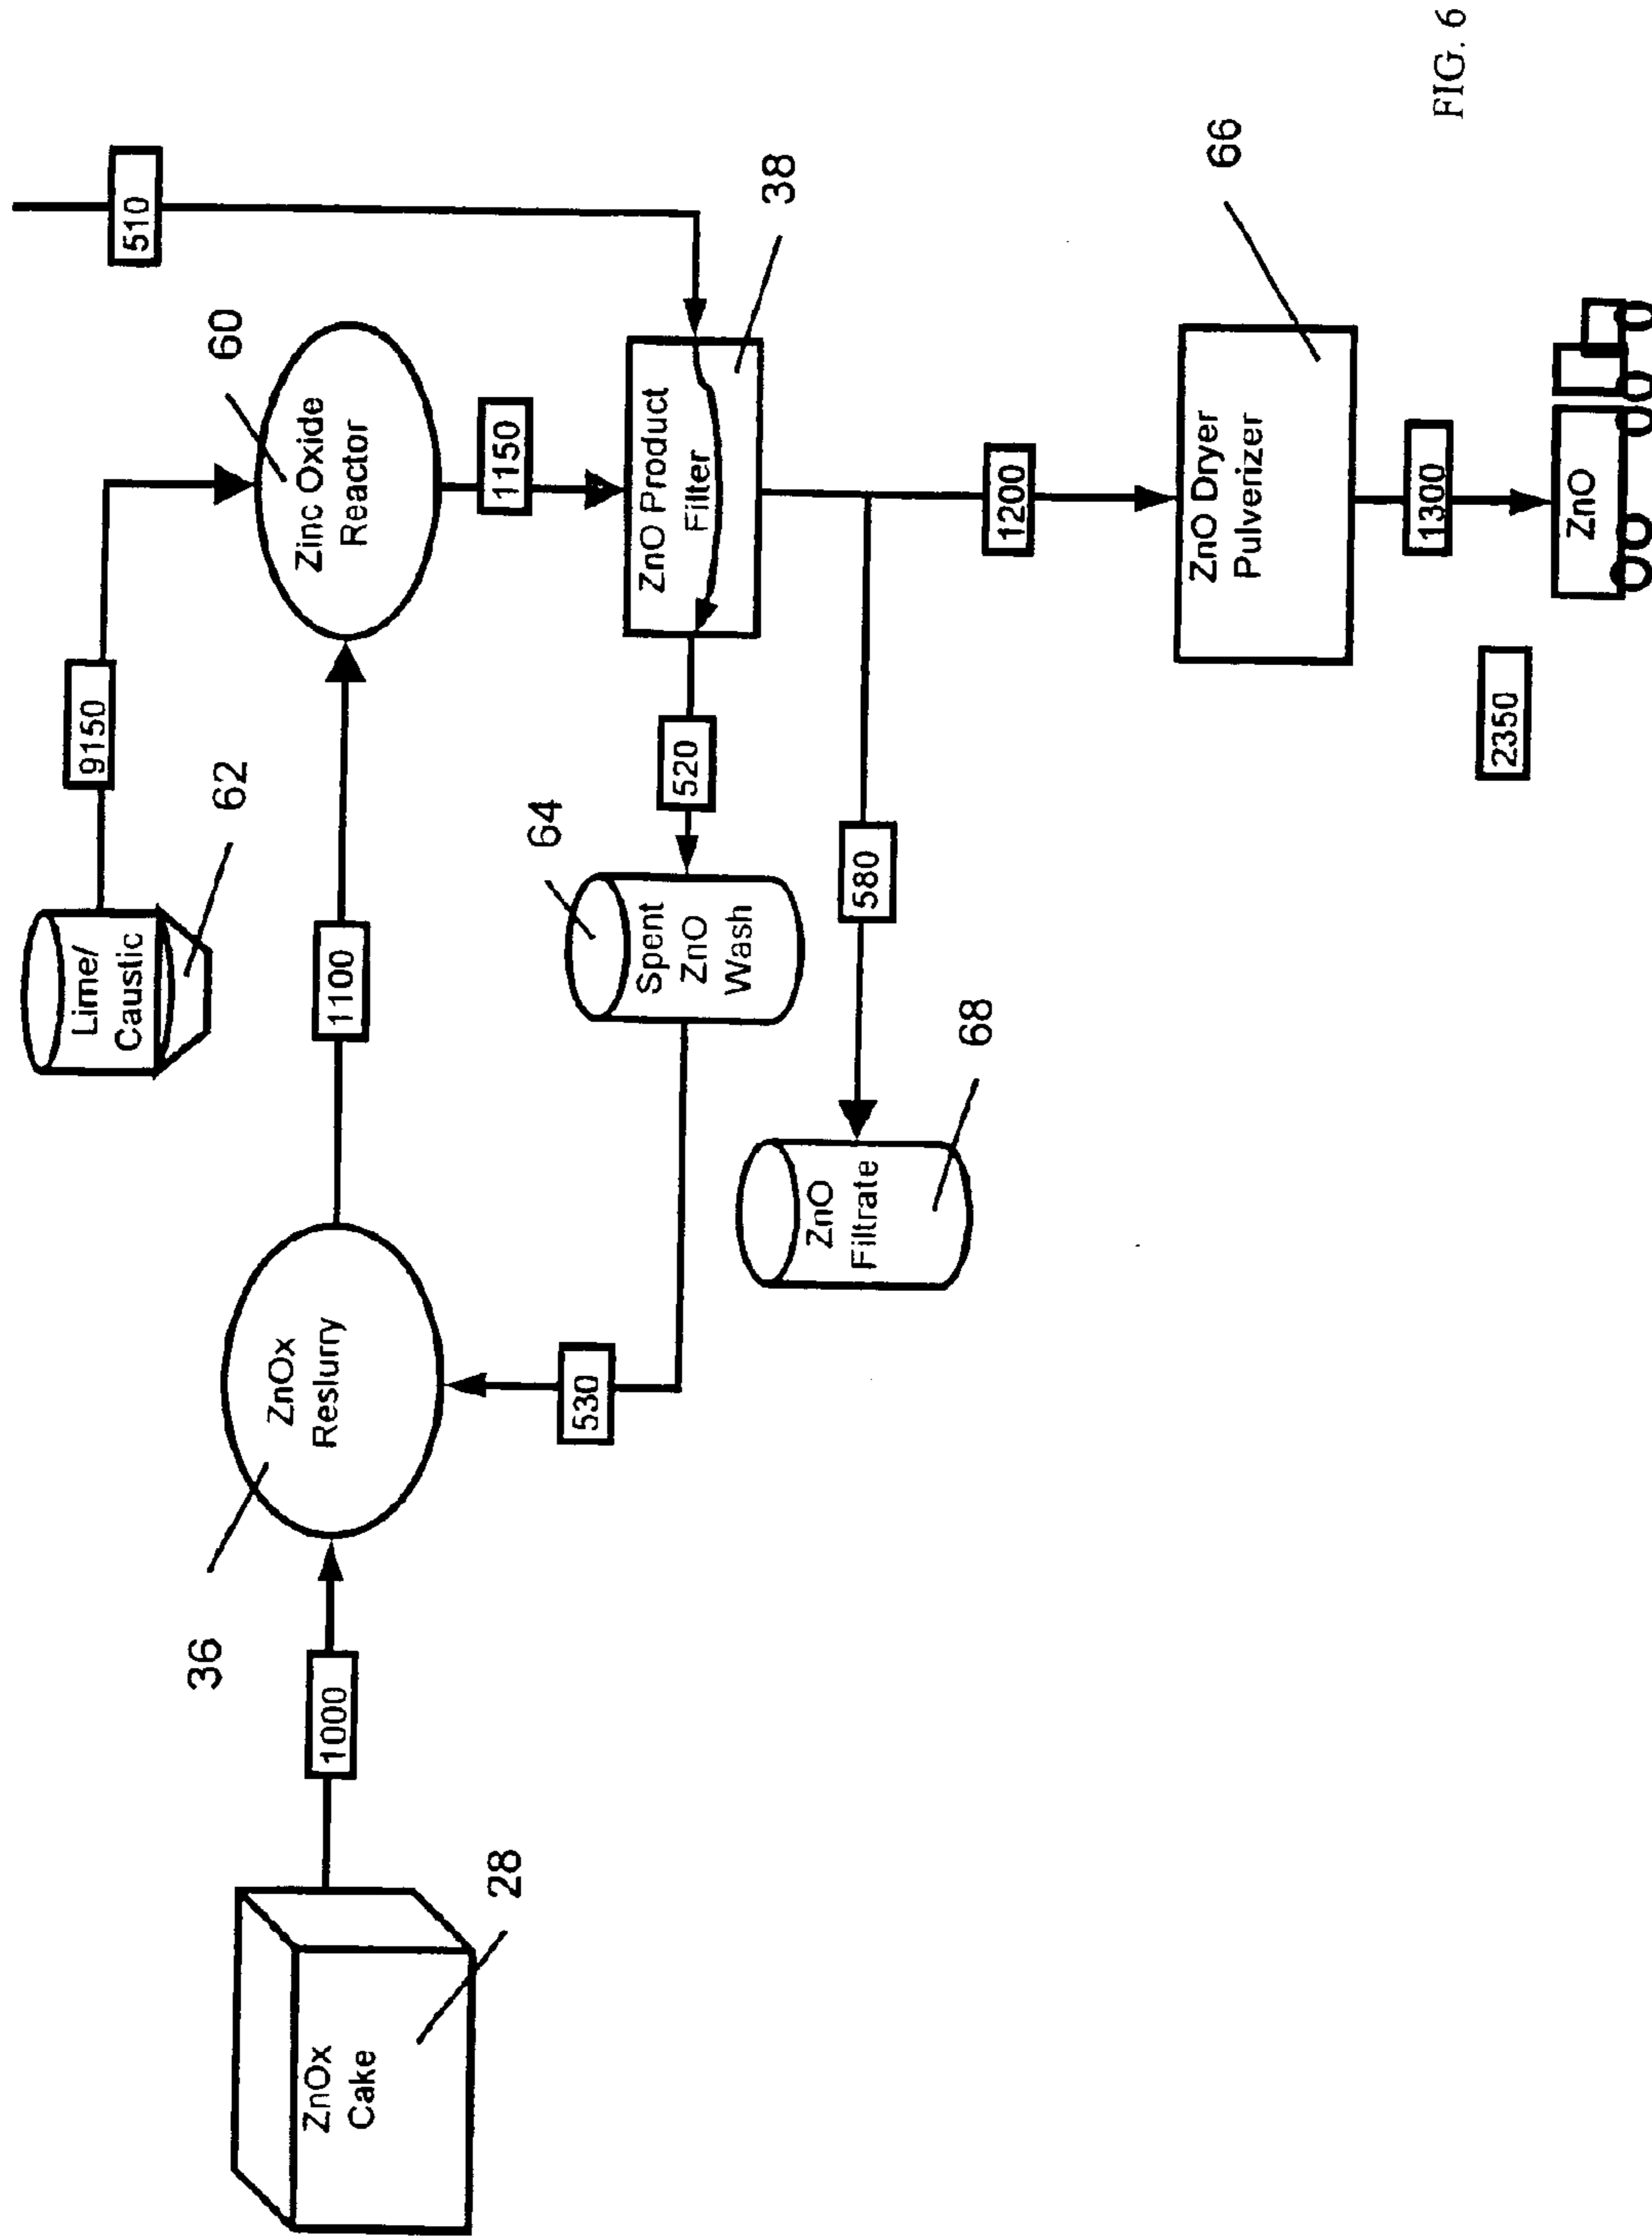 510
9150
Lime/
Caustic
62
60
Zinc Oxide
Reactor
1100
36
ZnOx
Reslurry
1000
ZnOx
Cake
28
1150
38
ZnO Product
Filter
520
64
Spent
ZnO
Wash
530
580
ZnO
Filtrate
68
1200
66
ZnO Dryer
Pulverizer
1300
ZnO
2350
FIG. 6